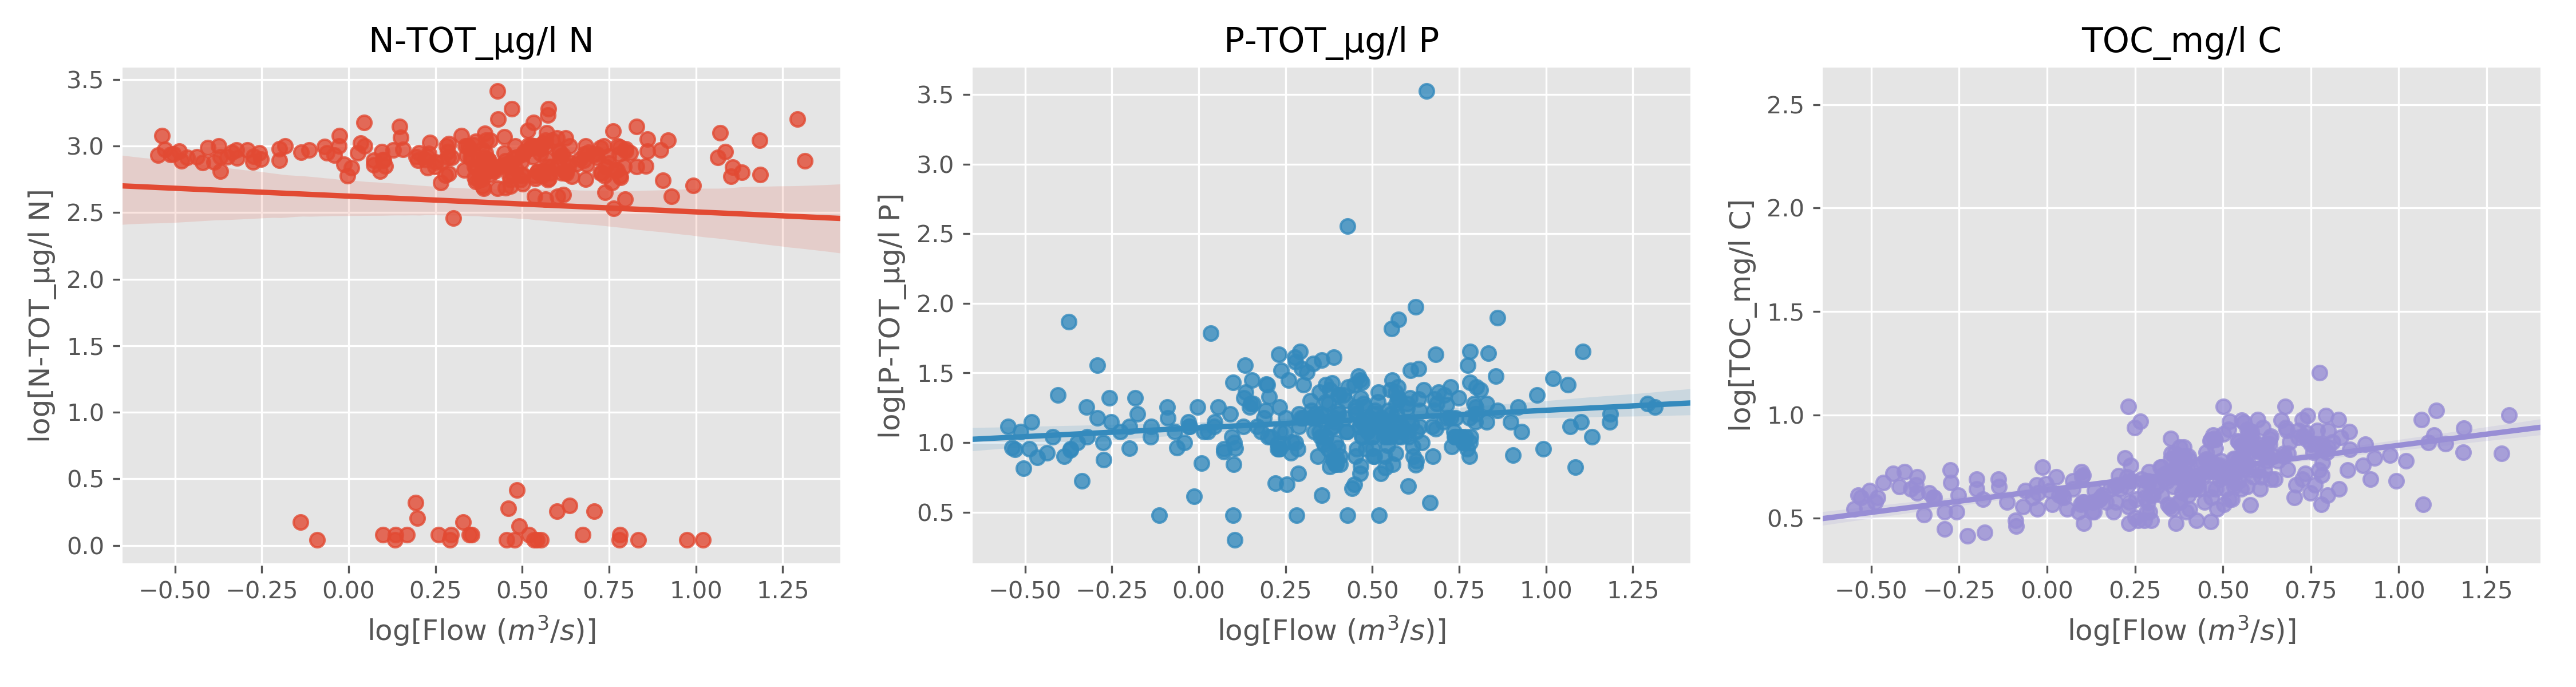 N-TOT_µg/l N
3.5
3.0
2.5
2.0
1.5
1.0
0.5
0.0
log[N-TOT_µg/l N]
−0.50 −0.25 0.00 0.25 0.50 0.75 1.00 1.25
log[Flow (m³/s)]
P-TOT_µg/l P
3.5
3.0
2.5
2.0
1.5
1.0
0.5
log[P-TOT_µg/l P]
−0.50 −0.25 0.00 0.25 0.50 0.75 1.00 1.25
log[Flow (m³/s)]
TOC_mg/l C
2.5
2.0
1.5
1.0
0.5
log[TOC_mg/l C]
−0.50 −0.25 0.00 0.25 0.50 0.75 1.00 1.25
log[Flow (m³/s)]